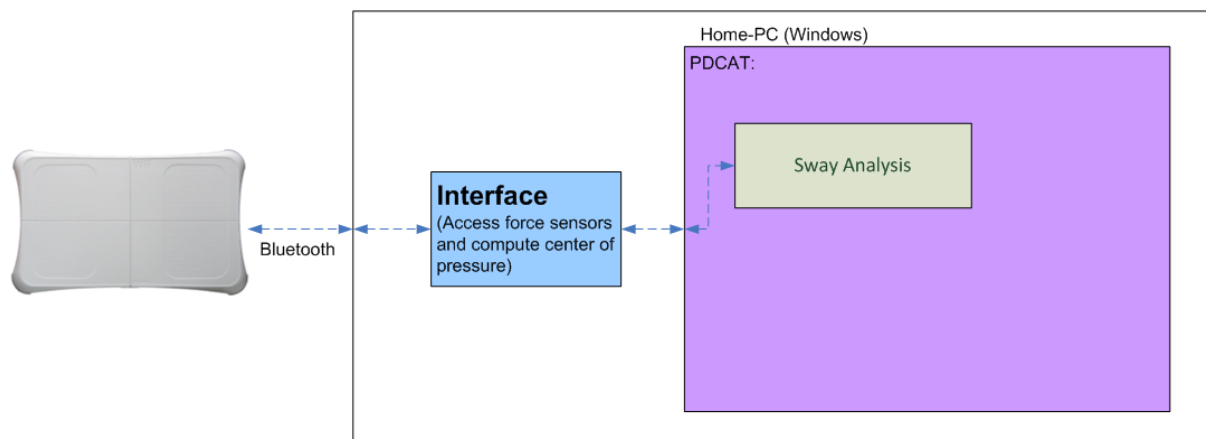 Home-PC (Windows)
PDCAT:
Sway Analysis
Interface
(Access force sensors
and compute center of
pressure)
Bluetooth